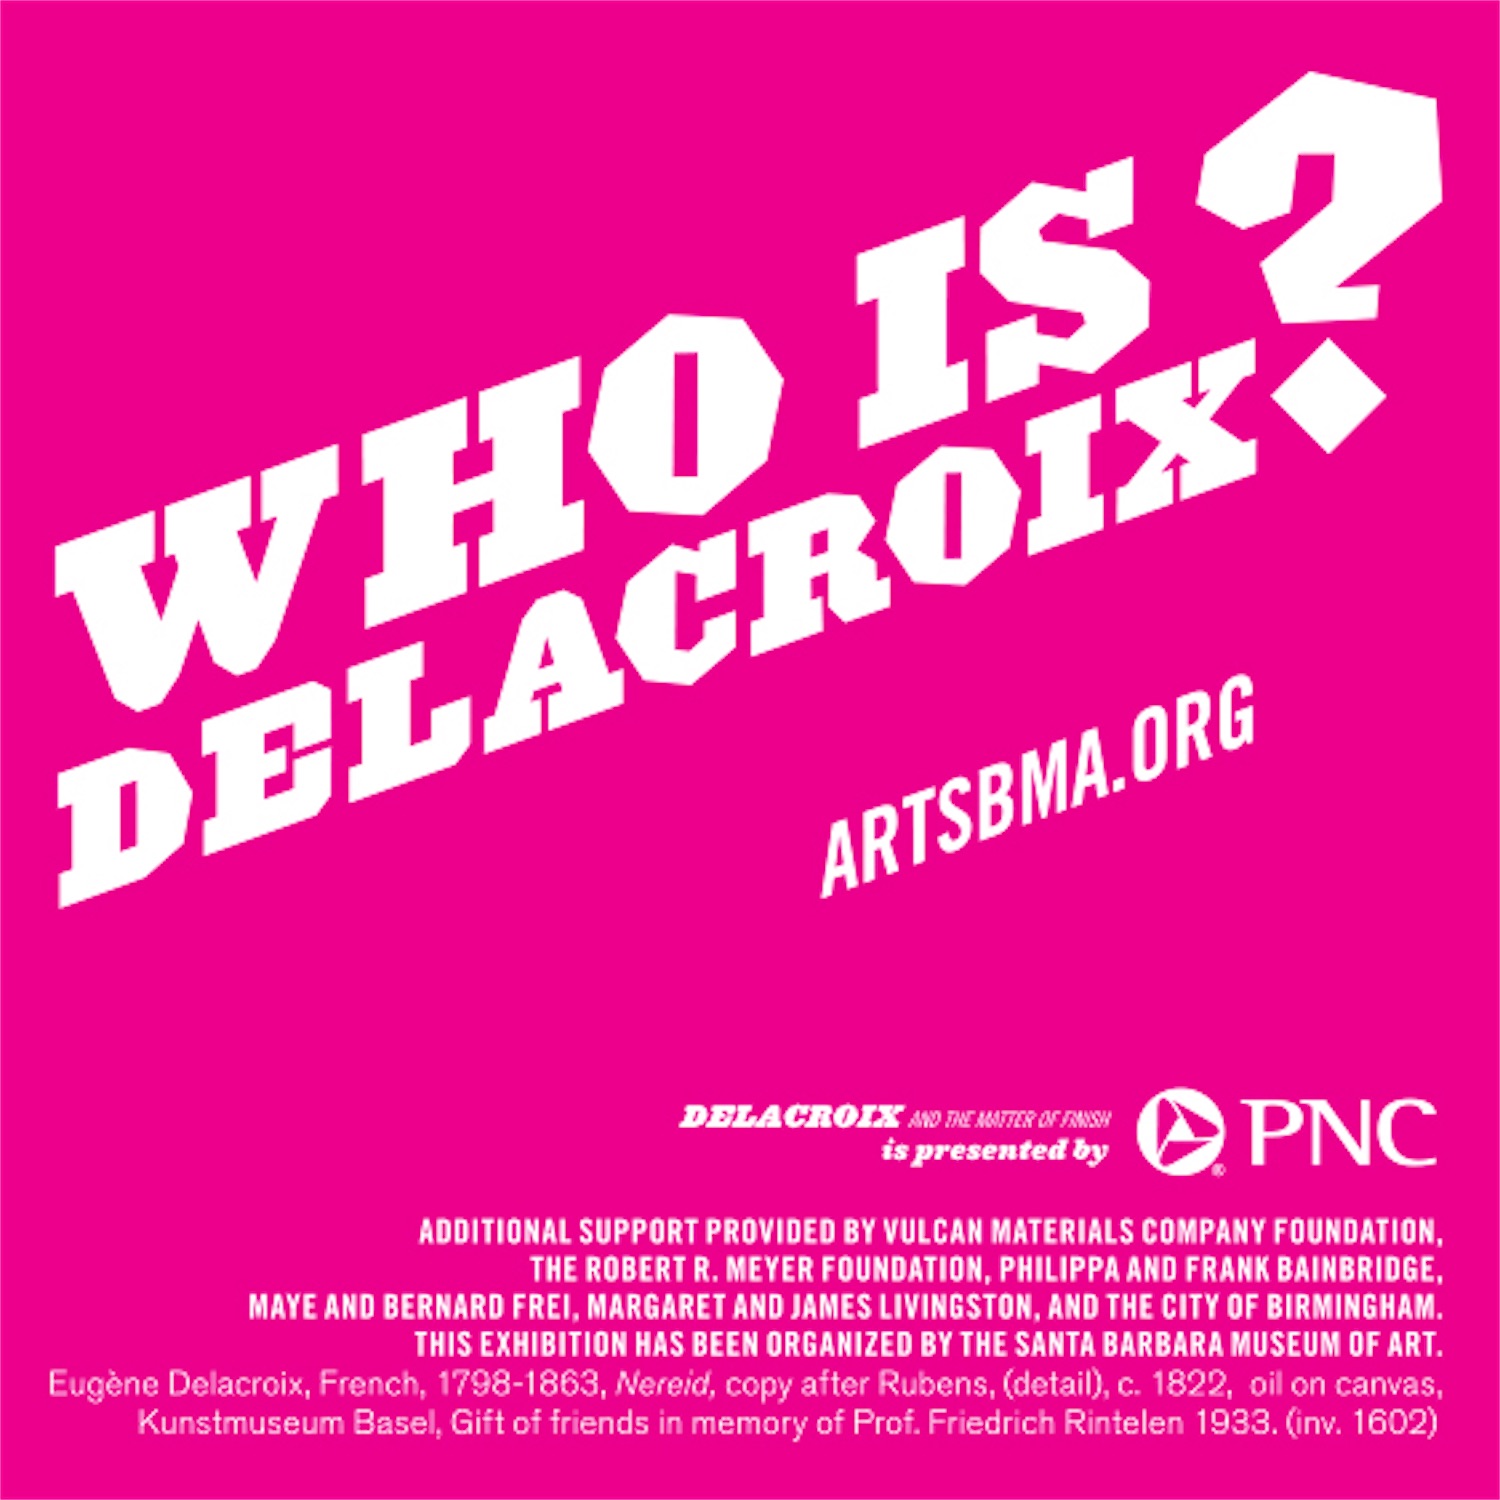 WHO IS
DELACROIX?
ARTSBMA.ORG
DELACROIX AND THE MATTER OF FINISH
is presented by
PNC
ADDITIONAL SUPPORT PROVIDED BY VULCAN MATERIALS COMPANY FOUNDATION,
THE ROBERT R. MEYER FOUNDATION, PHILIPPA AND FRANK BAINBRIDGE,
MAYE AND BERNARD FREI, MARGARET AND JAMES LIVINGSTON, AND THE CITY OF BIRMINGHAM.
THIS EXHIBITION HAS BEEN ORGANIZED BY THE SANTA BARBARA MUSEUM OF ART.
Eugène Delacroix, French, 1798-1863, Nereid, copy after Rubens, (detail), c. 1822, oil on canvas,
Kunstmuseum Basel, Gift of friends in memory of Prof. Friedrich Rintelen 1933. (inv. 1602)